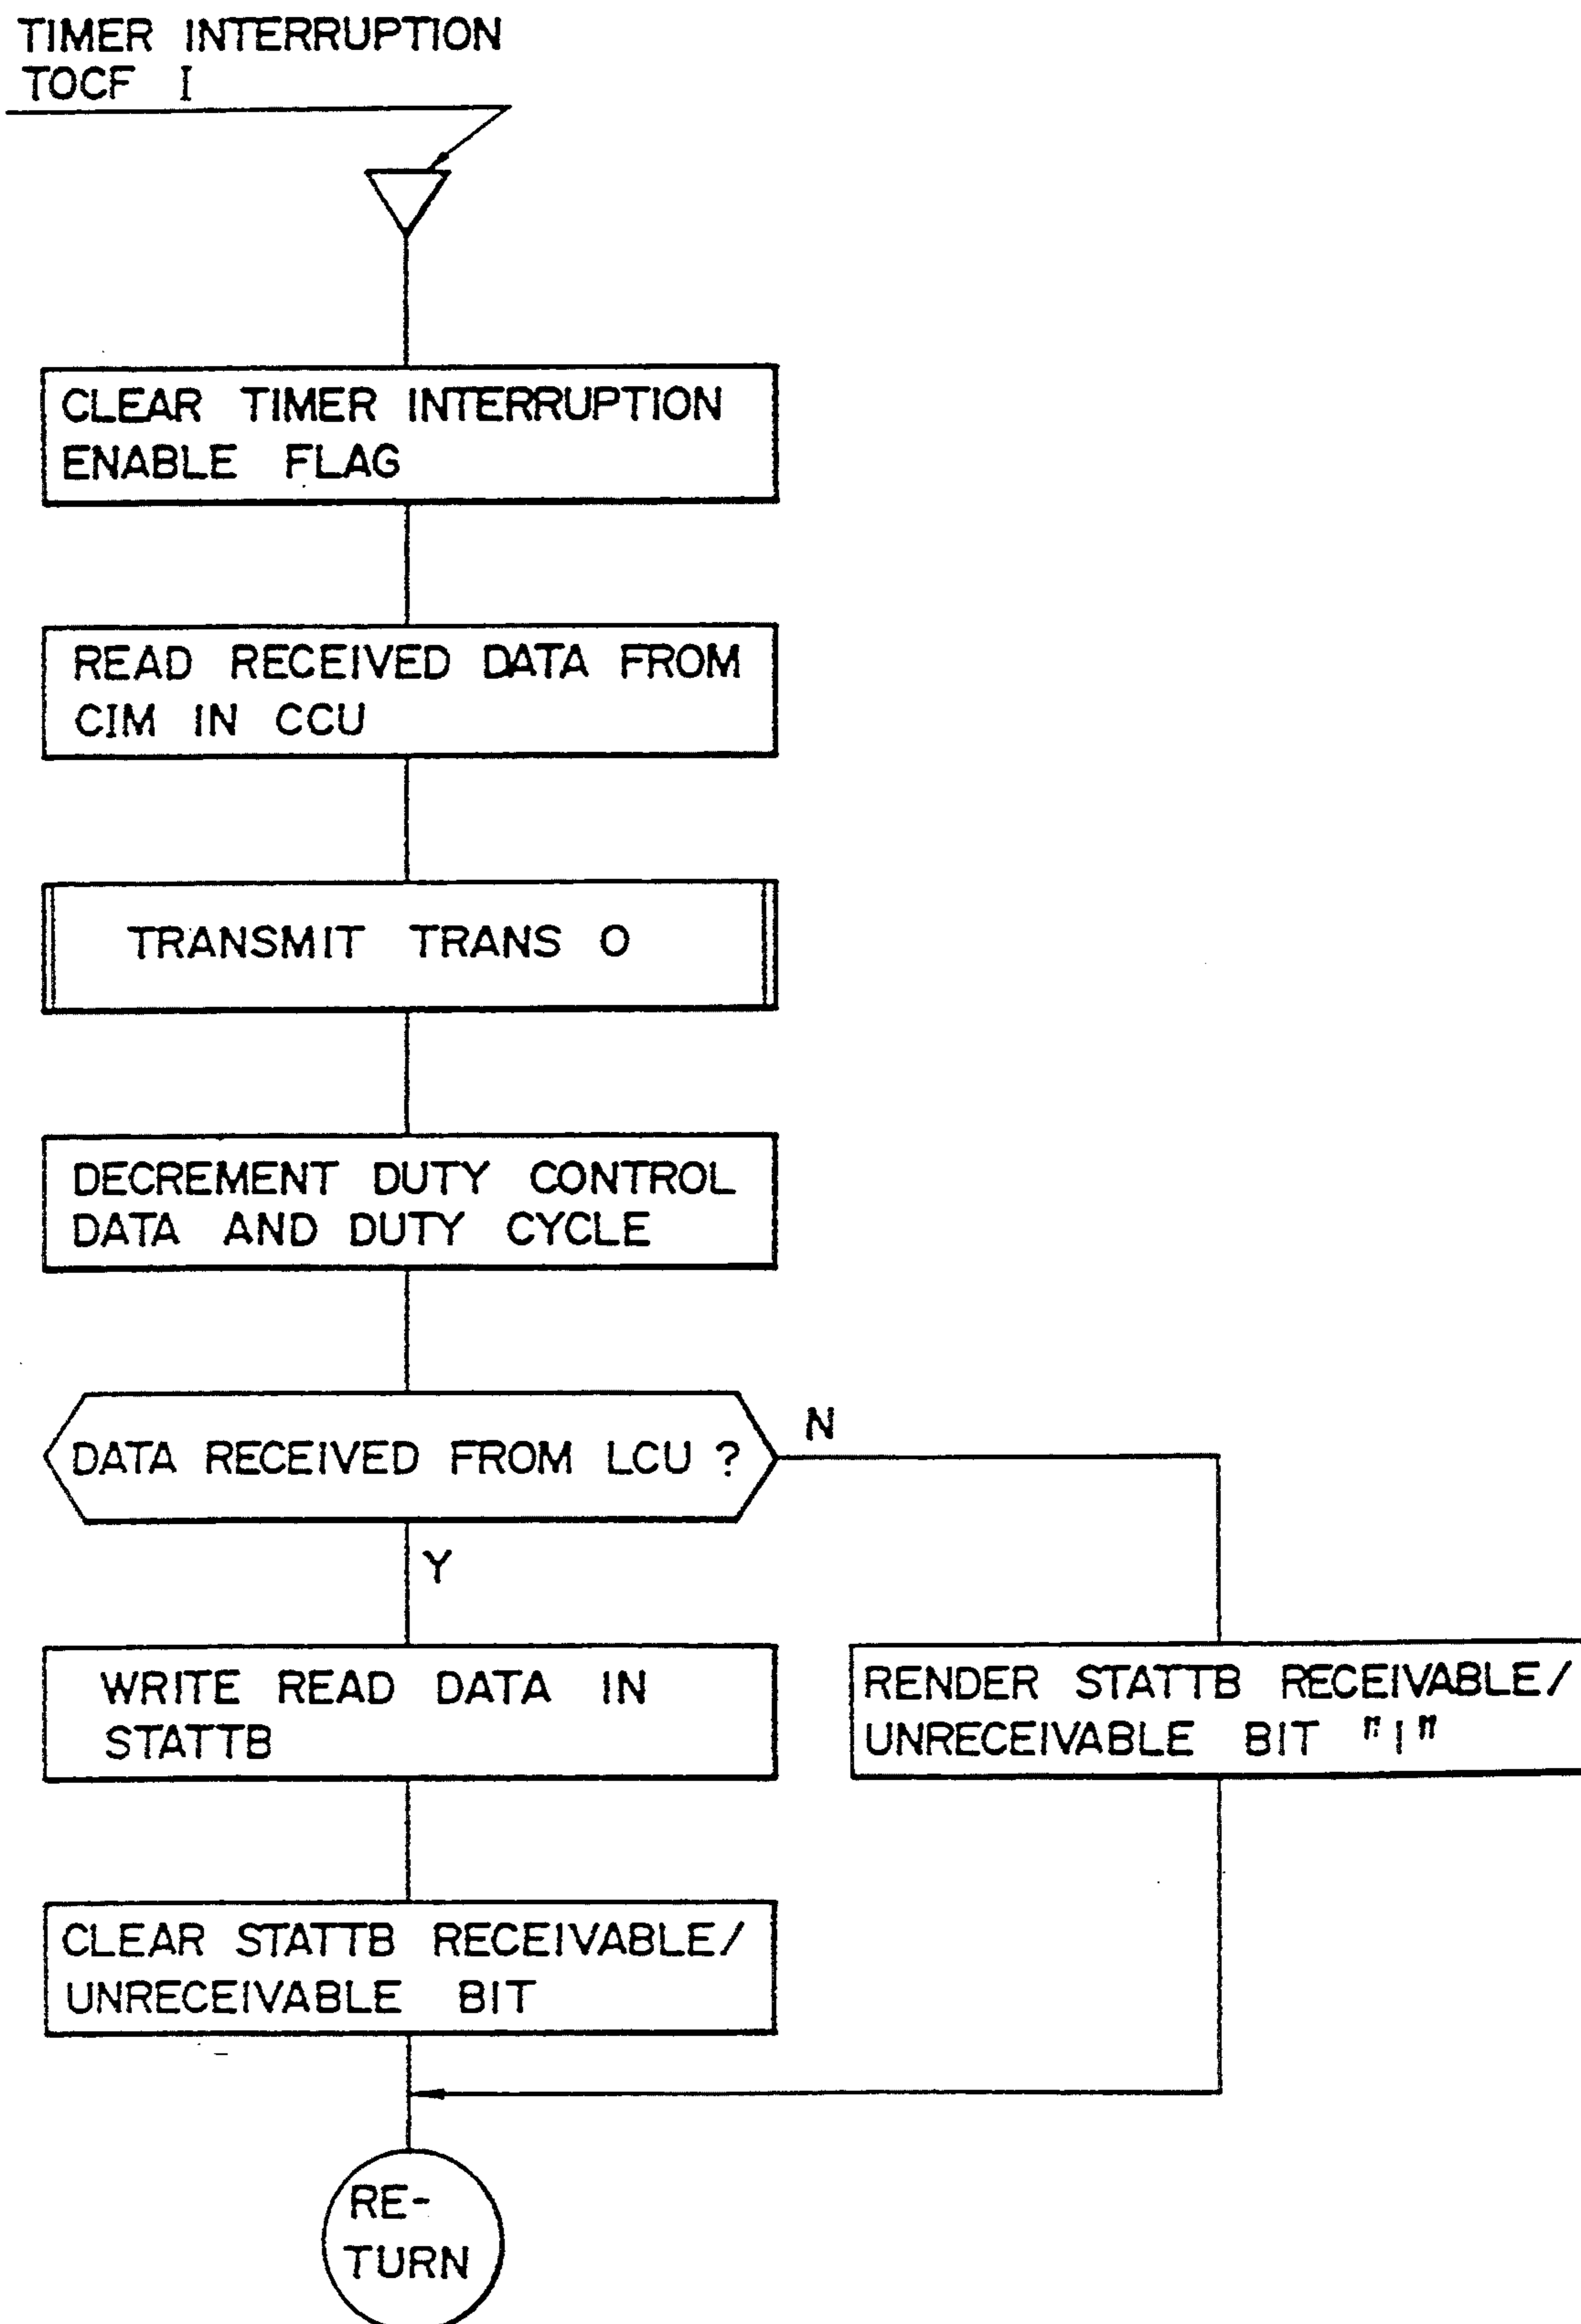 TIMER INTERRUPTION
TOCF I
CLEAR TIMER INTERRUPTION
ENABLE FLAG
READ RECEIVED DATA FROM
CIM IN CCU
TRANSMIT TRANS O
DECREMENT DUTY CONTROL
DATA AND DUTY CYCLE
DATA RECEIVED FROM LCU ?
N
Y
WRITE READ DATA IN
STATTB
RENDER STATTB RECEIVABLE/
UNRECEIVABLE BIT "1"
CLEAR STATTB RECEIVABLE/
UNRECEIVABLE BIT
RE-
TURN